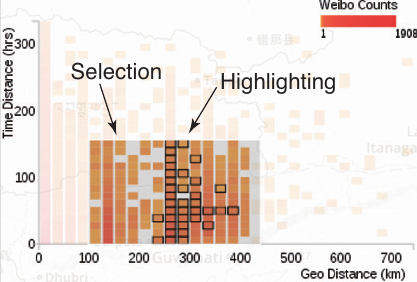 Weibo Counts
1 1908
300
Selection
Highlighting
200
100
0
Time Distance (hrs)
0 100 200 300 400 500 600 700
Geo Distance (km)
Itanaga
Dhubri